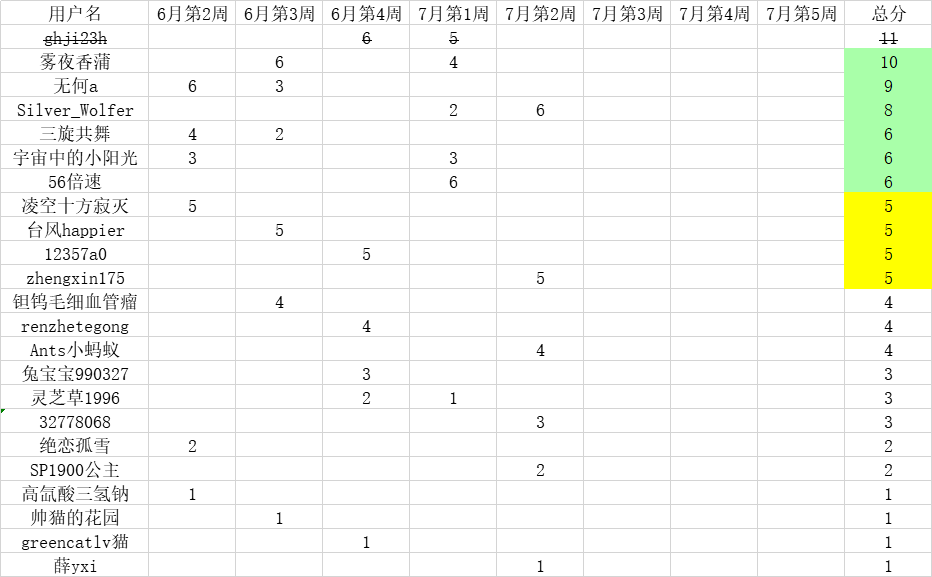 用户名 6月第2周 6月第3周 6月第4周 7月第1周 7月第2周 7月第3周 7月第4周 7月第5周 总分
ghji23h 6 5 11
雾夜香蒲 6 4 10
无何a 6 3 9
Silver_Wolfer 2 6 8
三旋共舞 4 2 6
宇宙中的小阳光 3 3 6
56倍速 6 6
凌空十方寂灭 5 5
台风happier 5 5
12357a0 5 5
zhengxin175 5 5
钽钨毛细血管瘤 4 4
renzhetegong 4 4
Ants小蚂蚁 4 4
兔宝宝990327 3 3
灵芝草1996 2 1 3
32778068 3 3
绝恋孤雪 2 2
SP1900公主 2 2
高氙酸三氢钠 1 1
帅猫的花园 1 1
greencatlv猫 1 1
薛yxi 1 1